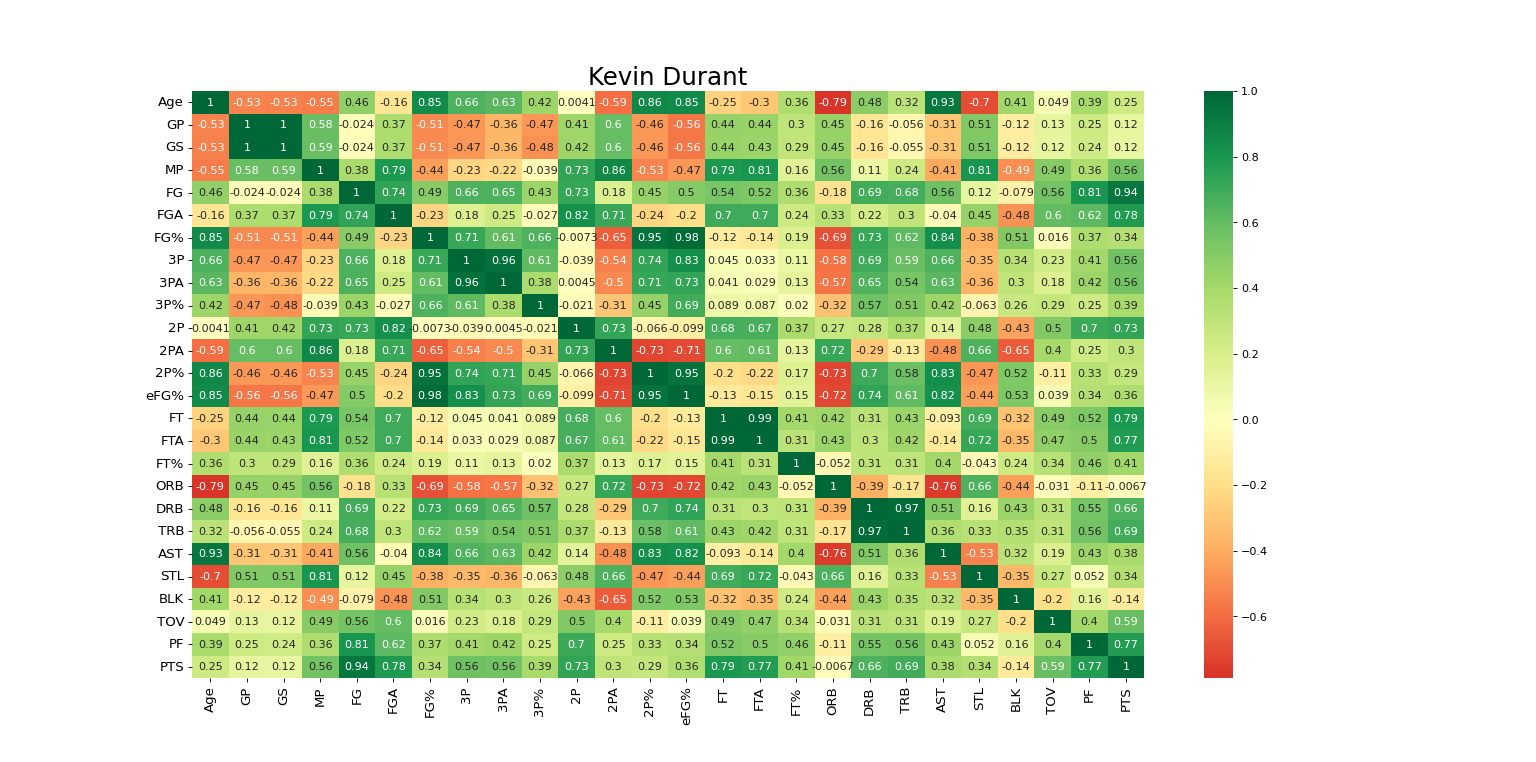 Kevin Durant
Age 1 -0.53 -0.53 -0.55 0.46 -0.16 0.85 0.66 0.63 0.42 0.0041 -0.59 0.86 0.85 -0.25 -0.3 0.36 -0.79 0.48 0.32 0.93 -0.7 0.41 0.049 0.39 0.25
GP -0.53 1 1 0.58 -0.024 0.37 -0.51 -0.47 -0.36 -0.47 0.41 0.6 -0.46 -0.56 0.44 0.44 0.3 0.45 -0.16 -0.056 -0.31 0.51 -0.12 0.13 0.25 0.12
GS -0.53 1 1 0.59 -0.024 0.37 -0.51 -0.47 -0.36 -0.48 0.42 0.6 -0.46 -0.56 0.44 0.43 0.29 0.45 -0.16 -0.055 -0.31 0.51 -0.12 0.12 0.24 0.12
MP -0.55 0.58 0.59 1 0.38 0.79 -0.44 -0.23 -0.22 -0.039 0.73 0.86 -0.53 -0.47 0.79 0.81 0.16 0.56 0.11 0.24 -0.41 0.81 -0.49 0.49 0.36 0.56
FG 0.46 -0.024 -0.024 0.38 1 0.74 0.49 0.66 0.65 0.43 0.73 0.18 0.45 0.5 0.54 0.52 0.36 -0.18 0.69 0.68 0.56 0.12 -0.079 0.56 0.81 0.94
FGA -0.16 0.37 0.37 0.79 0.74 1 -0.23 0.18 0.25 -0.027 0.82 0.71 -0.24 -0.2 0.7 0.7 0.24 0.33 0.22 0.3 -0.04 0.45 -0.48 0.6 0.62 0.78
FG% 0.85 -0.51 -0.51 -0.44 0.49 -0.23 1 0.71 0.61 0.66 -0.0073 -0.65 0.95 0.98 -0.12 -0.14 0.19 -0.69 0.73 0.62 0.84 -0.38 0.51 0.016 0.37 0.34
3P 0.66 -0.47 -0.47 -0.23 0.66 0.18 0.71 1 0.96 0.61 -0.039 -0.54 0.74 0.83 0.045 0.033 0.11 -0.58 0.69 0.59 0.66 -0.35 0.34 0.23 0.41 0.56
3PA 0.63 -0.36 -0.36 -0.22 0.65 0.25 0.61 0.96 1 0.38 0.0045 -0.5 0.71 0.73 0.041 0.029 0.13 -0.57 0.65 0.54 0.63 -0.36 0.3 0.18 0.42 0.56
3P% 0.42 -0.47 -0.48 -0.039 0.43 -0.027 0.66 0.61 0.38 1 -0.021 -0.31 0.45 0.69 0.089 0.087 0.02 -0.32 0.57 0.51 0.42 -0.063 0.26 0.29 0.25 0.39
2P -0.0041 0.41 0.42 0.73 0.73 0.82 -0.0073 -0.039 0.0045 -0.021 1 0.73 -0.066 -0.099 0.68 0.67 0.37 0.27 0.28 0.37 0.14 0.48 -0.43 0.5 0.7 0.73
2PA -0.59 0.6 0.6 0.86 0.18 0.71 -0.65 -0.54 -0.5 -0.31 0.73 1 -0.73 -0.71 0.6 0.61 0.13 0.72 -0.29 -0.13 -0.48 0.66 -0.65 0.4 0.25 0.3
2P% 0.86 -0.46 -0.46 -0.53 0.45 -0.24 0.95 0.74 0.71 0.45 -0.066 -0.73 1 0.95 -0.2 -0.22 0.17 -0.73 0.7 0.58 0.83 -0.47 0.52 -0.11 0.33 0.29
eFG% 0.85 -0.56 -0.56 -0.47 0.5 -0.2 0.98 0.83 0.73 0.69 -0.099 -0.71 0.95 1 -0.13 -0.15 0.15 -0.72 0.74 0.61 0.82 -0.44 0.53 0.039 0.34 0.36
FT -0.25 0.44 0.44 0.79 0.54 0.7 -0.12 0.045 0.041 0.089 0.68 0.6 -0.2 -0.13 1 0.99 0.41 0.42 0.31 0.43 -0.093 0.69 -0.32 0.49 0.52 0.79
FTA -0.3 0.44 0.43 0.81 0.52 0.7 -0.14 0.033 0.029 0.087 0.67 0.61 -0.22 -0.15 0.99 1 0.31 0.43 0.3 0.42 -0.14 0.72 -0.35 0.47 0.5 0.77
FT% 0.36 0.3 0.29 0.16 0.36 0.24 0.19 0.11 0.13 0.02 0.37 0.13 0.17 0.15 0.41 0.31 1 -0.052 0.31 0.31 0.4 -0.043 0.24 0.34 0.46 0.41
ORB -0.79 0.45 0.45 0.56 -0.18 0.33 -0.69 -0.58 -0.57 -0.32 0.27 0.72 -0.73 -0.72 0.42 0.43 -0.052 1 -0.39 -0.17 -0.76 0.66 -0.44 -0.031 -0.11 -0.0067
DRB 0.48 -0.16 -0.16 0.11 0.69 0.22 0.73 0.69 0.65 0.57 0.28 -0.29 0.7 0.74 0.31 0.3 0.31 -0.39 1 0.97 0.51 0.16 0.43 0.31 0.55 0.66
TRB 0.32 -0.056 -0.055 0.24 0.68 0.3 0.62 0.59 0.54 0.51 0.37 -0.13 0.58 0.61 0.43 0.42 0.31 -0.17 0.97 1 0.36 0.33 0.35 0.31 0.56 0.69
AST 0.93 -0.31 -0.31 -0.41 0.56 -0.04 0.84 0.66 0.63 0.42 0.14 -0.48 0.83 0.82 -0.093 -0.14 0.4 -0.76 0.51 0.36 1 -0.53 0.32 0.19 0.43 0.38
STL -0.7 0.51 0.51 0.81 0.12 0.45 -0.38 -0.35 -0.36 -0.063 0.48 0.66 -0.47 -0.44 0.69 0.72 -0.043 0.66 0.16 0.33 -0.53 1 -0.35 0.27 0.052 0.34
BLK 0.41 -0.12 -0.12 -0.49 -0.079 -0.48 0.51 0.34 0.3 0.26 -0.43 -0.65 0.52 0.53 -0.32 -0.35 0.24 -0.44 0.43 0.35 0.32 -0.35 1 -0.2 0.16 -0.14
TOV 0.049 0.13 0.12 0.49 0.56 0.6 0.016 0.23 0.18 0.29 0.5 0.4 -0.11 0.039 0.49 0.47 0.34 -0.031 0.31 0.31 0.19 0.27 -0.2 1 0.4 0.59
PF 0.39 0.25 0.24 0.36 0.81 0.62 0.37 0.41 0.42 0.25 0.7 0.25 0.33 0.34 0.52 0.5 0.46 -0.11 0.55 0.56 0.43 0.052 0.16 0.4 1 0.77
PTS 0.25 0.12 0.12 0.56 0.94 0.78 0.34 0.56 0.56 0.39 0.73 0.3 0.29 0.36 0.79 0.77 0.41 -0.0067 0.66 0.69 0.38 0.34 -0.14 0.59 0.77 1
Age GP GS MP FG FGA FG% 3P 3PA 3P% 2P 2PA 2P% eFG% FT FTA FT% ORB DRB TRB AST STL BLK TOV PF PTS
1.0
0.8
0.6
0.4
0.2
0.0
−0.2
−0.4
−0.6